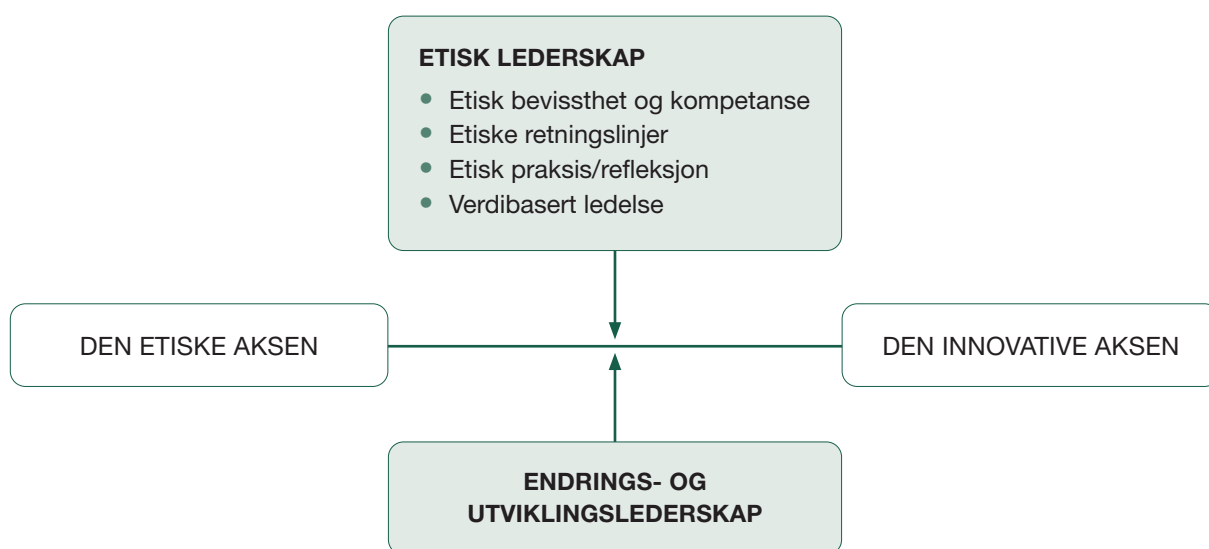 ETISK LEDERSKAP
• Etisk bevissthet og kompetanse
• Etiske retningslinjer
• Etisk praksis/refleksjon
• Verdibasert ledelse
DEN ETISKE AKSEN
DEN INNOVATIVE AKSEN
ENDRINGS- OG
UTVIKLINGSLEDERSKAP